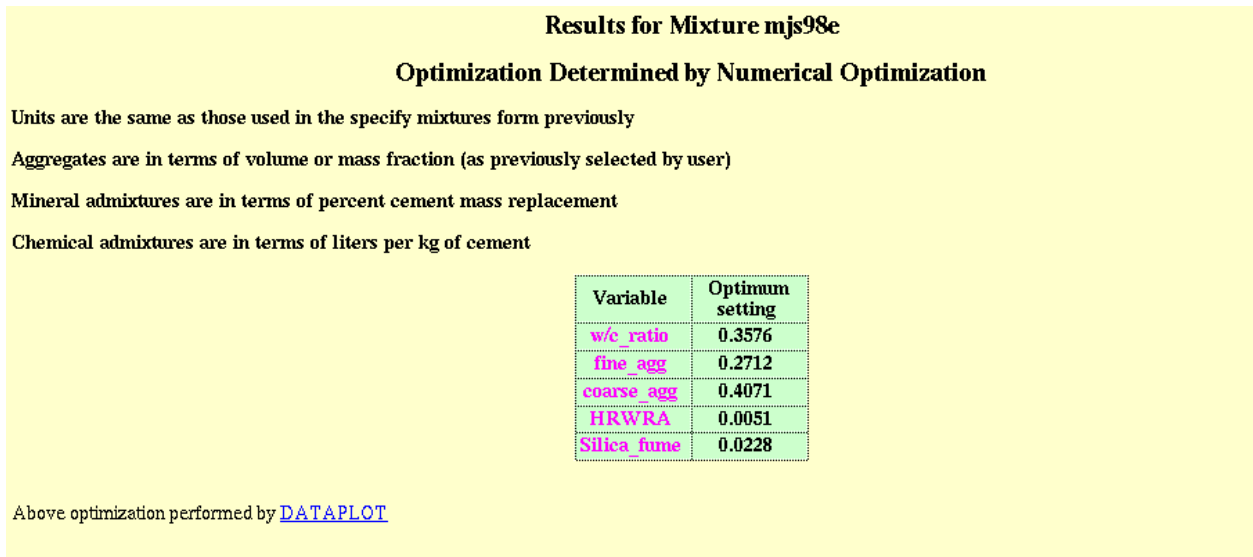 Results for Mixture mjs98e
Optimization Determined by Numerical Optimization
Units are the same as those used in the specify mixtures form previously
Aggregates are in terms of volume or mass fraction (as previously selected by user)
Mineral admixtures are in terms of percent cement mass replacement
Chemical admixtures are in terms of liters per kg of cement
Variable Optimum setting
w/c_ratio 0.3576
fine_agg 0.2712
coarse_agg 0.4071
HRWRA 0.0051
Silica_fume 0.0228
Above optimization performed by DATAPLOT